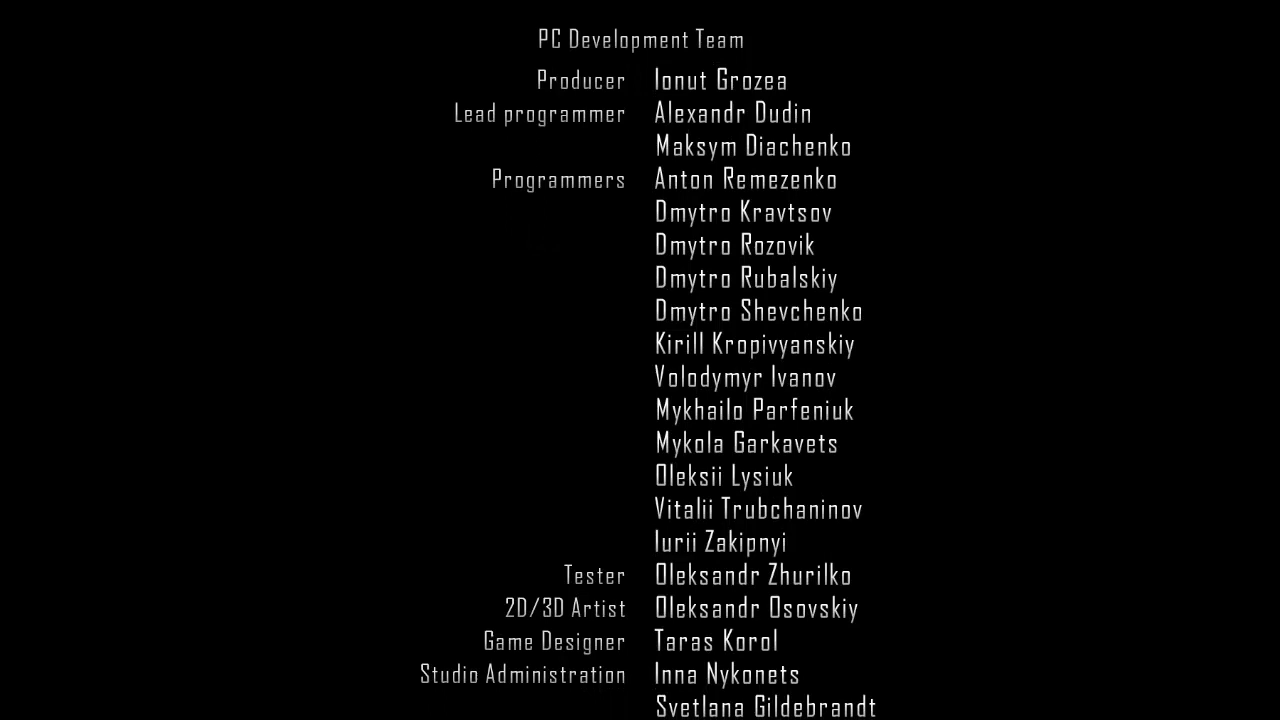 PC Development Team
Producer Ionut Grozea
Lead programmer Alexandr Dudin
Maksym Diachenko
Programmers Anton Remezenko
Dmytro Kravtsov
Dmytro Rozovik
Dmytro Rubalskiy
Dmytro Shevchenko
Kirill Kropivyanskiy
Volodymyr Ivanov
Mykhailo Parfeniuk
Mykola Garkavets
Oleksii Lysiuk
Vitalii Trubchaninov
Iurii Zakipnyi
Tester Oleksandr Zhurilko
2D/3D Artist Oleksandr Osovskiy
Game Designer Taras Korol
Studio Administration Inna Nykonets
Svetlana Gildebrandt